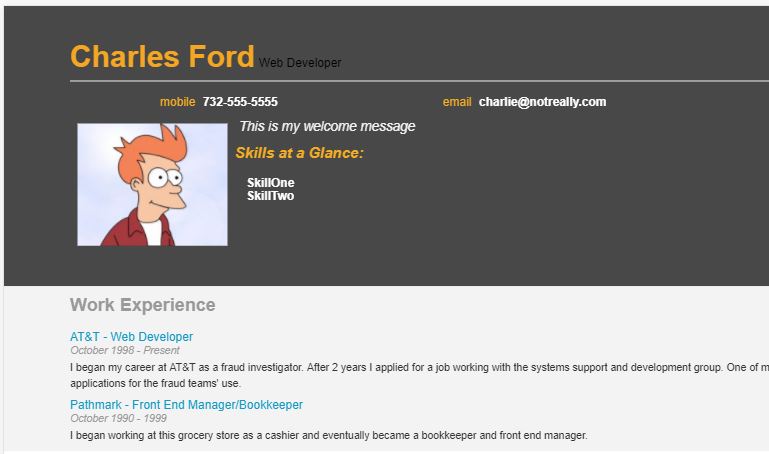 Charles Ford Web Developer
mobile 732-555-5555 email charlie@notreally.com
This is my welcome message
Skills at a Glance:
SkillOne
SkillTwo
Work Experience
AT&T - Web Developer
October 1998 - Present
I began my career at AT&T as a fraud investigator. After 2 years I applied for a job working with the systems support and development group. One of
applications for the fraud teams' use.
Pathmark - Front End Manager/Bookkeeper
October 1990 - 1999
I began working at this grocery store as a cashier and eventually became a bookkeeper and front end manager.